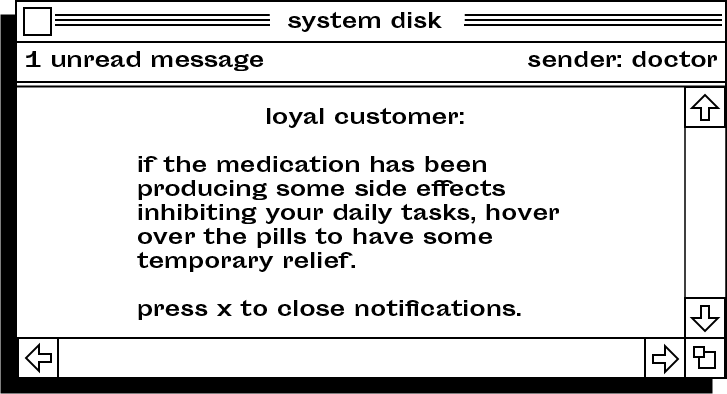 system disk
1 unread message
sender: doctor
loyal customer:
if the medication has been
producing some side effects
inhibiting your daily tasks, hover
over the pills to have some
temporary relief.
press x to close notifications.